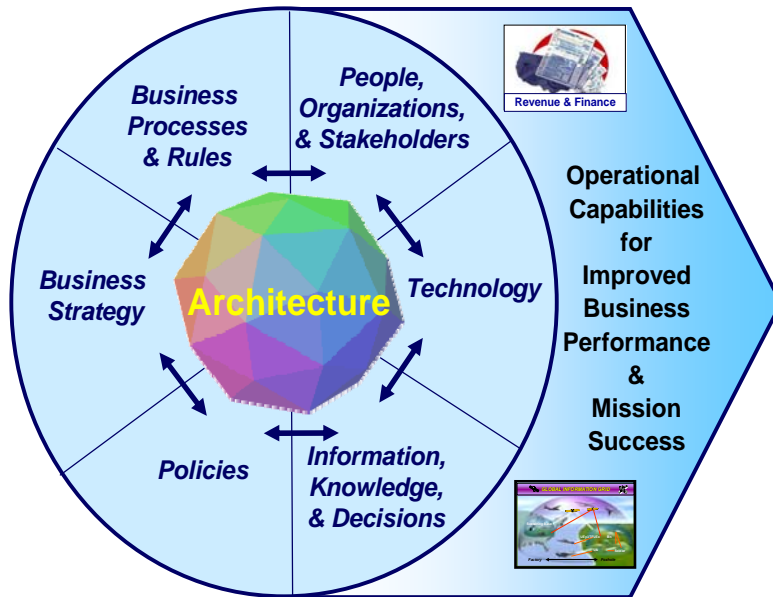 Business
Processes
& Rules
People,
Organizations,
& Stakeholders
Technology
Information,
Knowledge,
& Decisions
Policies
Business
Strategy
Architecture
Revenue & Finance
Operational
Capabilities
for
Improved
Business
Performance
&
Mission
Success